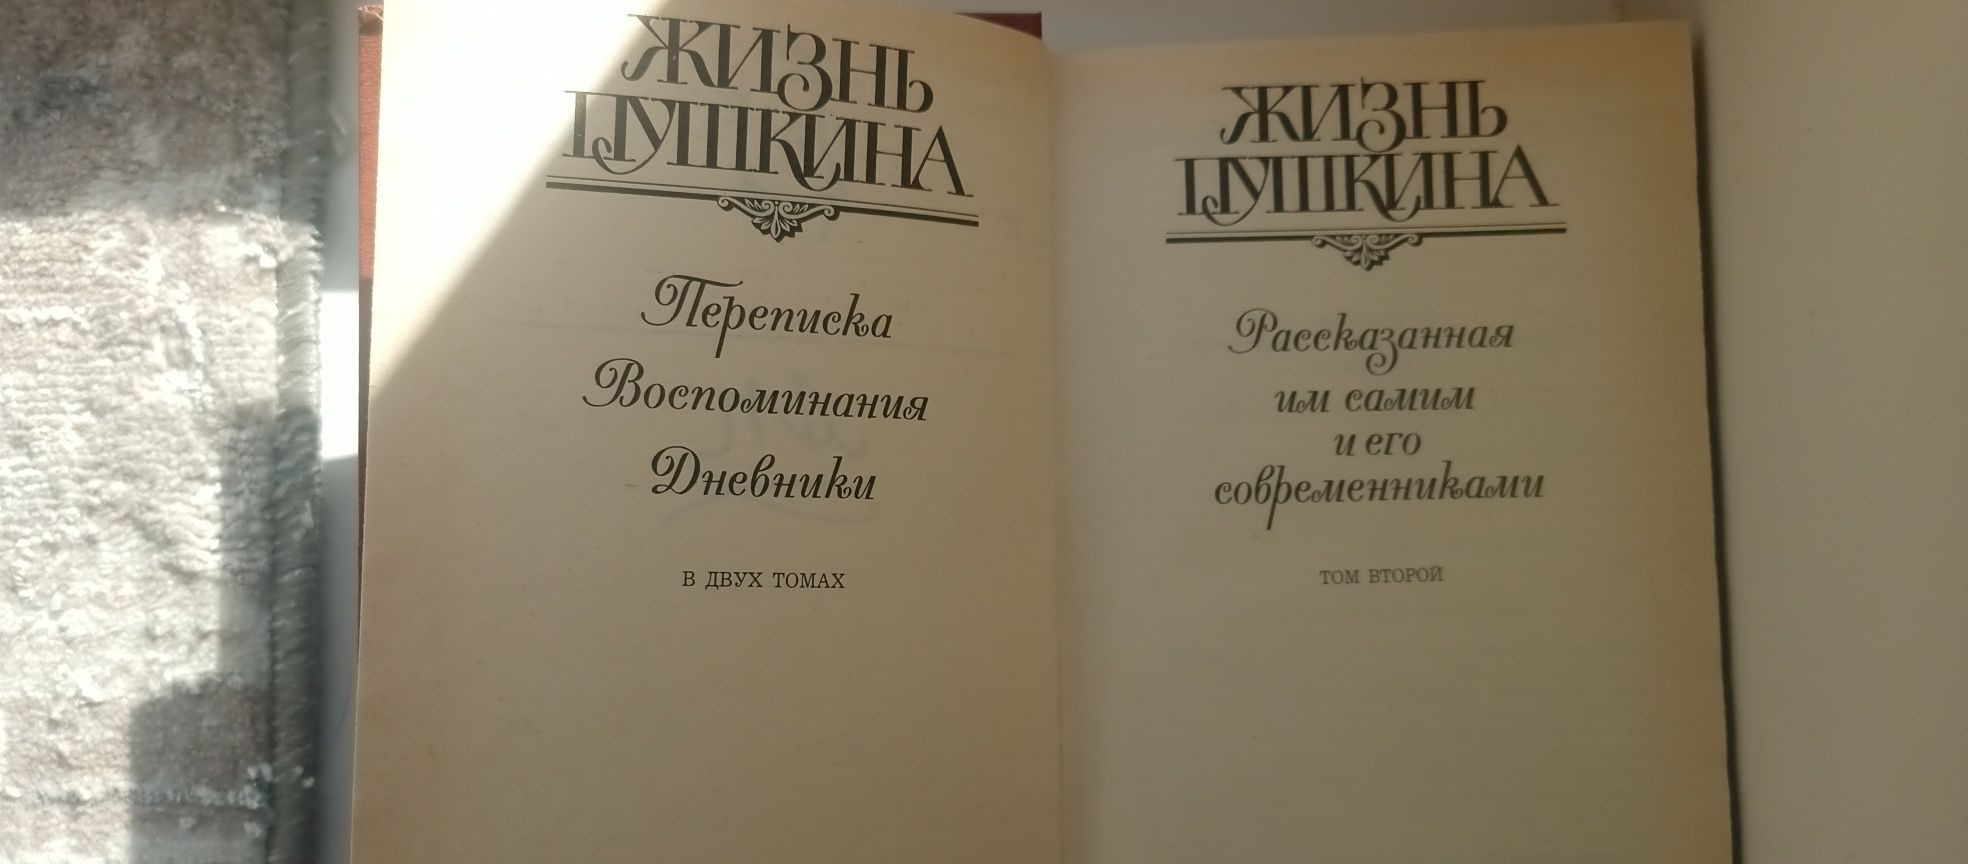 ЖИЗНЬ
ПУШКИНА
Переписка
Воспоминания
Дневники
В ДВУХ ТОМАХ
ЖИЗНЬ
ПУШКИНА
Рассказанная
им самим
и его
современниками
ТОМ ВТОРОЙ